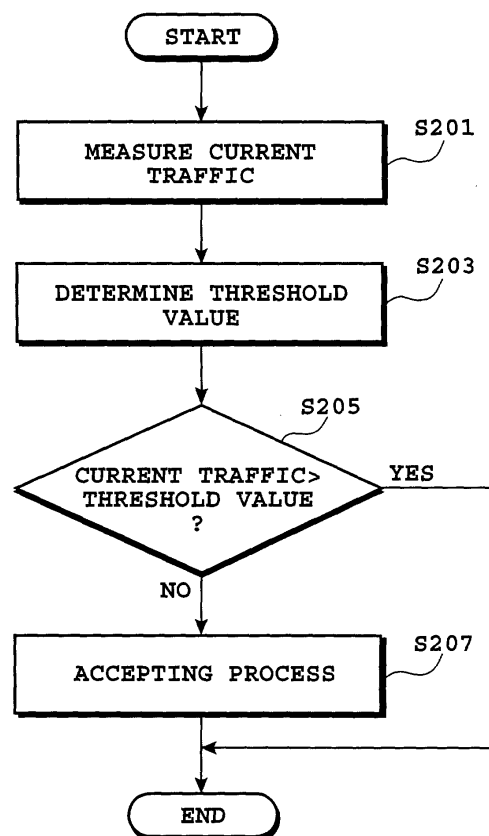 START
S201
MEASURE CURRENT
TRAFFIC
S203
DETERMINE THRESHOLD
VALUE
S205
CURRENT TRAFFIC>
THRESHOLD VALUE
?
YES
NO
S207
ACCEPTING PROCESS
END